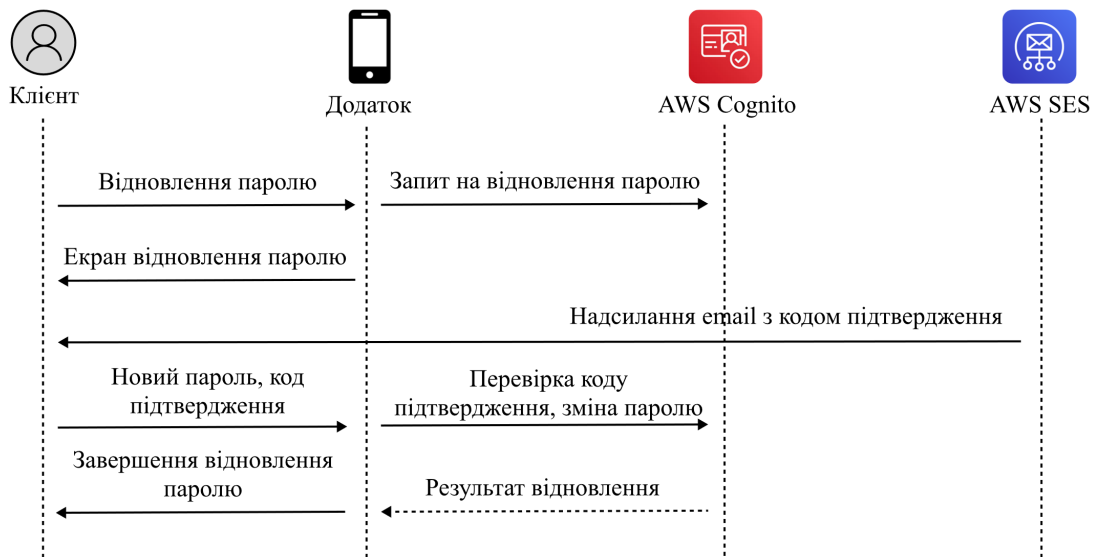 Клієнт
Додаток
AWS Cognito
AWS SES
Відновлення паролю
Запит на відновлення паролю
Екран відновлення паролю
Надсилання email з кодом підтвердження
Новий пароль, код
підтвердження
Перевірка коду
підтвердження, зміна паролю
Завершення відновлення
паролю
Результат відновлення